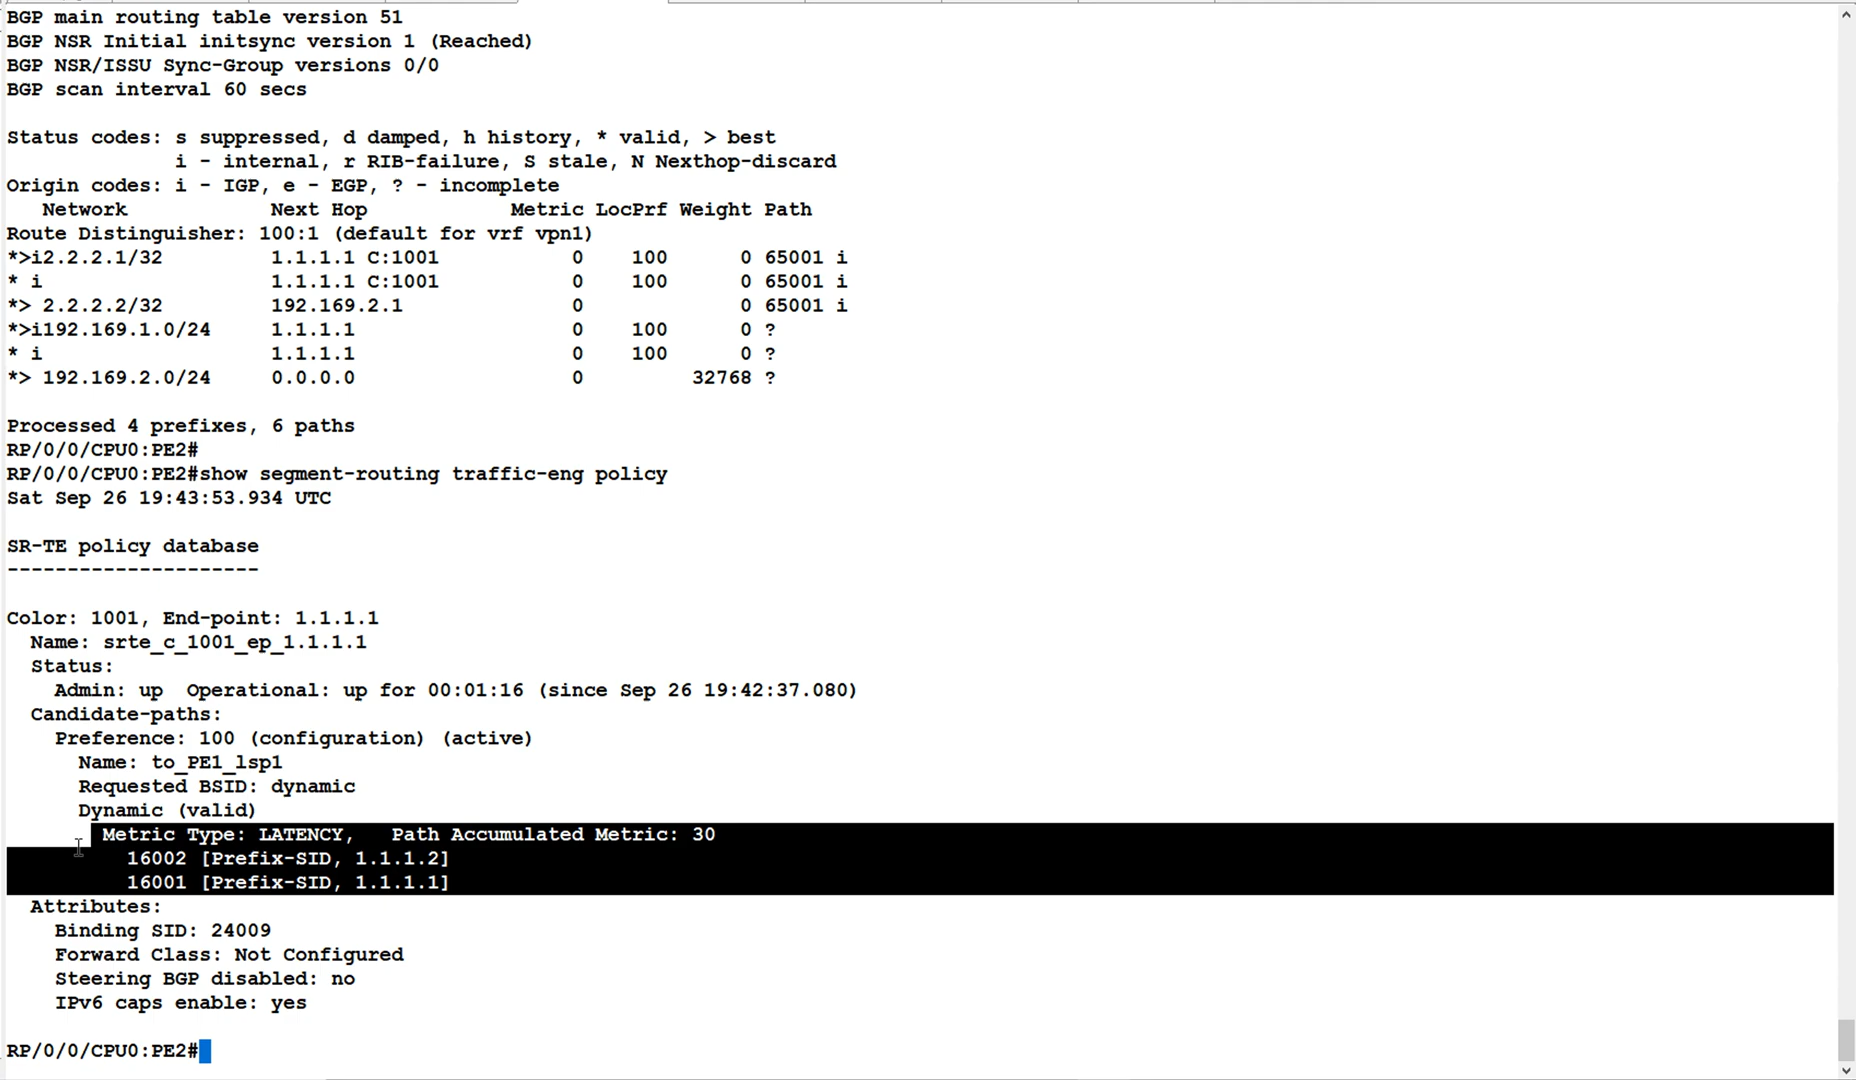 BGP main routing table version 51
BGP NSR Initial initsync version 1 (Reached)
BGP NSR/ISSU Sync-Group versions 0/0
BGP scan interval 60 secs

Status codes: s suppressed, d damped, h history, * valid, > best
              i - internal, r RIB-failure, S stale, N Nexthop-discard
Origin codes: i - IGP, e - EGP, ? - incomplete
   Network            Next Hop            Metric LocPrf Weight Path
Route Distinguisher: 100:1 (default for vrf vpn1)
*>i2.2.2.1/32         1.1.1.1 C:1001           0    100      0 65001 i
* i                   1.1.1.1 C:1001           0    100      0 65001 i
*> 2.2.2.2/32         192.169.2.1              0             0 65001 i
*>i192.169.1.0/24     1.1.1.1                  0    100      0 ?
* i                   1.1.1.1                  0    100      0 ?
*> 192.169.2.0/24     0.0.0.0                  0         32768 ?

Processed 4 prefixes, 6 paths
RP/0/0/CPU0:PE2#
RP/0/0/CPU0:PE2#show segment-routing traffic-eng policy
Sat Sep 26 19:43:53.934 UTC

SR-TE policy database
---------------------

Color: 1001, End-point: 1.1.1.1
  Name: srte_c_1001_ep_1.1.1.1
  Status:
    Admin: up  Operational: up for 00:01:16 (since Sep 26 19:42:37.080)
  Candidate-paths:
    Preference: 100 (configuration) (active)
      Name: to_PE1_lsp1
      Requested BSID: dynamic
      Dynamic (valid)
        Metric Type: LATENCY,   Path Accumulated Metric: 30
          16002 [Prefix-SID, 1.1.1.2]
          16001 [Prefix-SID, 1.1.1.1]
  Attributes:
    Binding SID: 24009
    Forward Class: Not Configured
    Steering BGP disabled: no
    IPv6 caps enable: yes

RP/0/0/CPU0:PE2#